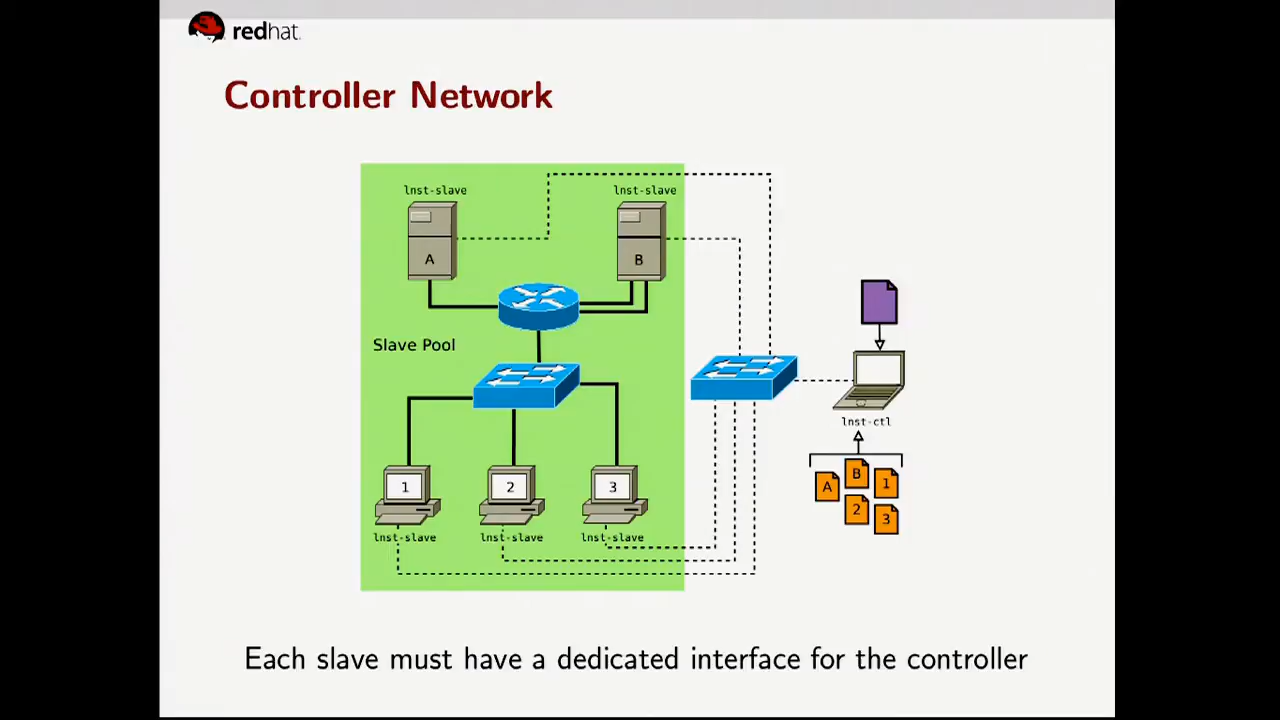 redhat.
Controller Network
lnst-slave
lnst-slave
A
B
Slave Pool
lnst-ctl
1
2
3
A
B
1
2
3
lnst-slave
lnst-slave
lnst-slave
Each slave must have a dedicated interface for the controller